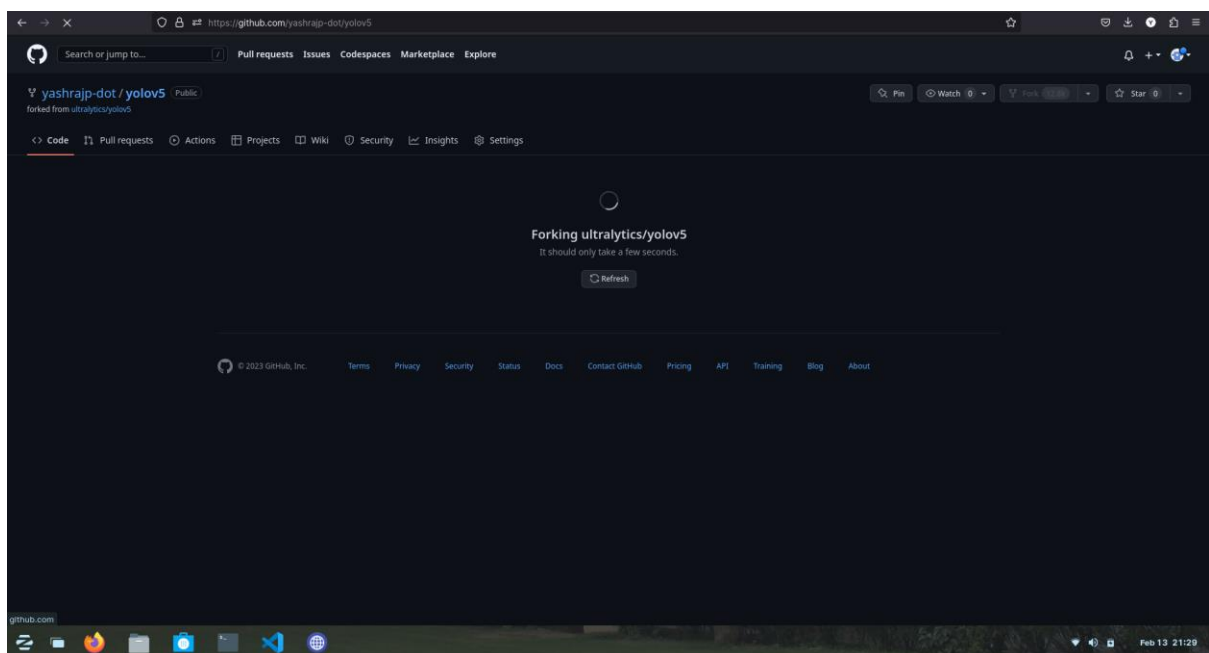 https://github.com/yashrajp-dot/yolov5
Search or jump to... /
Pull requests Issues Codespaces Marketplace Explore
yashrajp-dot / yolov5 Public
forked from ultralytics/yolov5
Pin Watch 0 Fork Star 0
Code Pull requests Actions Projects Wiki Security Insights Settings
Forking ultralytics/yolov5
It should only take a few seconds.
Refresh
© 2023 GitHub, Inc. Terms Privacy Security Status Docs Contact GitHub Pricing API Training Blog About
github.com
Feb 13 21:29